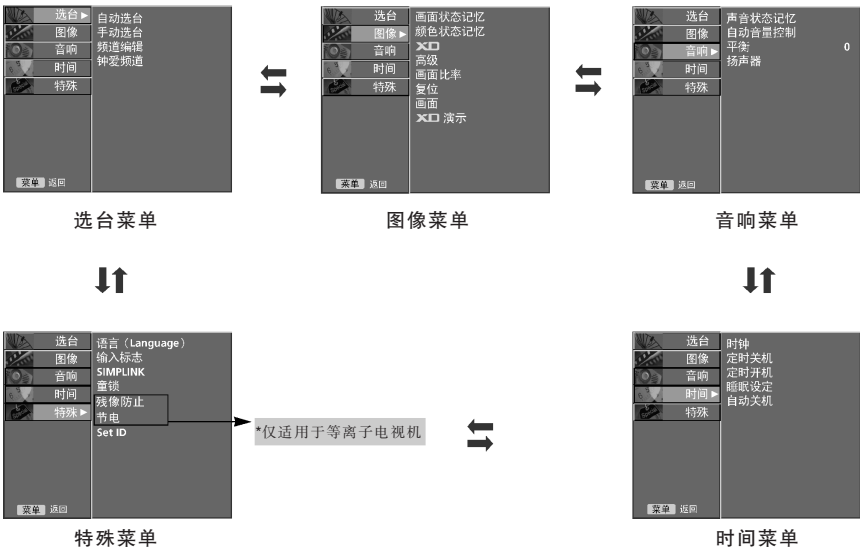 选台
图像
音响
时间
特殊
自动选台
手动选台
频道编辑
钟爱频道
菜单 返回
选台菜单
选台
图像
音响
时间
特殊
画面状态记忆
颜色状态记忆
XD
高级
画面比率
复位
画面
XD 演示
菜单 返回
图像菜单
选台
图像
音响
时间
特殊
声音状态记忆
自动音量控制
平衡 0
扬声器
菜单 返回
音响菜单
选台
图像
音响
时间
特殊
语言（Language）
输入标志
SIMPLINK
童锁
残像防止
节电
Set ID
菜单 返回
*仅适用于等离子电视机
特殊菜单
选台
图像
音响
时间
特殊
时钟
定时关机
定时开机
睡眠设定
自动关机
菜单 返回
时间菜单